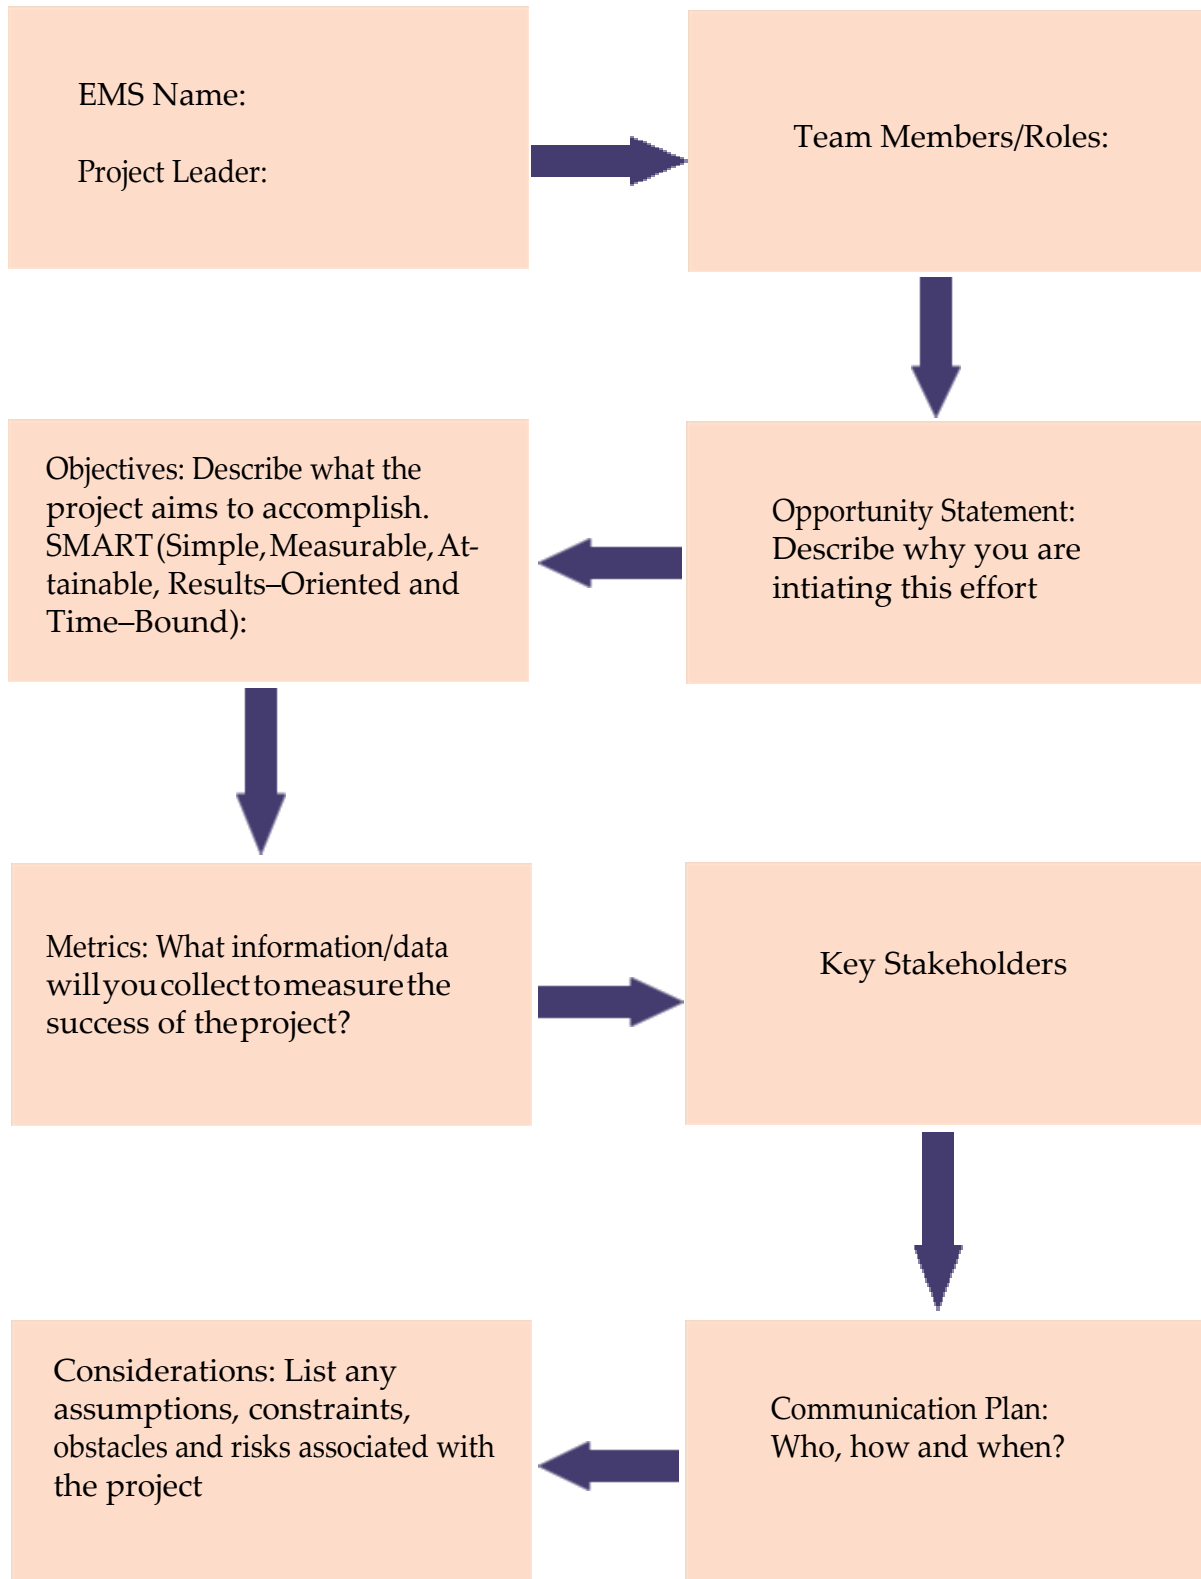 EMS Name:
Project Leader:
Team Members/Roles:
Opportunity Statement:
Describe why you are
intiating this effort
Objectives: Describe what the
project aims to accomplish.
SMART (Simple, Measurable, At-
tainable, Results–Oriented and
Time–Bound):
Metrics: What information/data
will you collect to measure the
success of the project?
Key Stakeholders
Communication Plan:
Who, how and when?
Considerations: List any
assumptions, constraints,
obstacles and risks associated with
the project